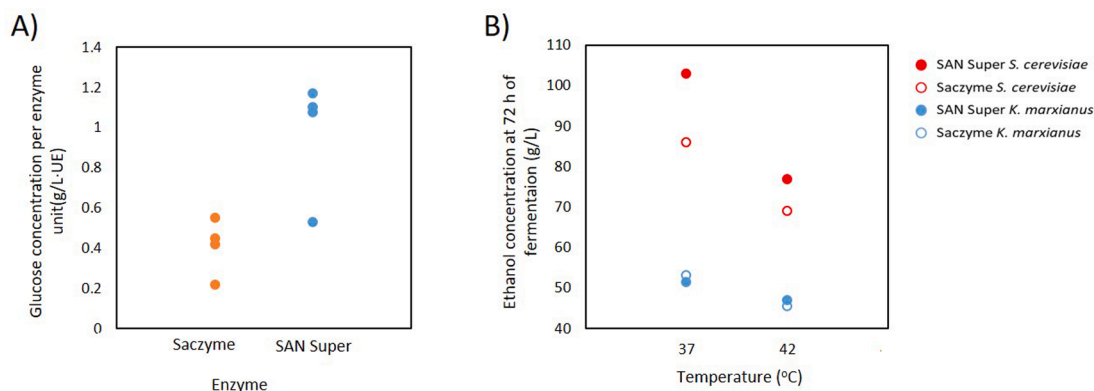 A)
Glucose concentration per enzyme
unit(g/L·UE)
1.4
1.2
1
0.8
0.6
0.4
0.2
0
Saczyme
SAN Super
Enzyme
B)
Ethanol concentration at 72 h of
fermentaion (g/L)
110
100
90
80
70
60
50
40
37
42
Temperature (°C)
SAN Super S. cerevisiae
Saczyme S. cerevisiae
SAN Super K. marxianus
Saczyme K. marxianus